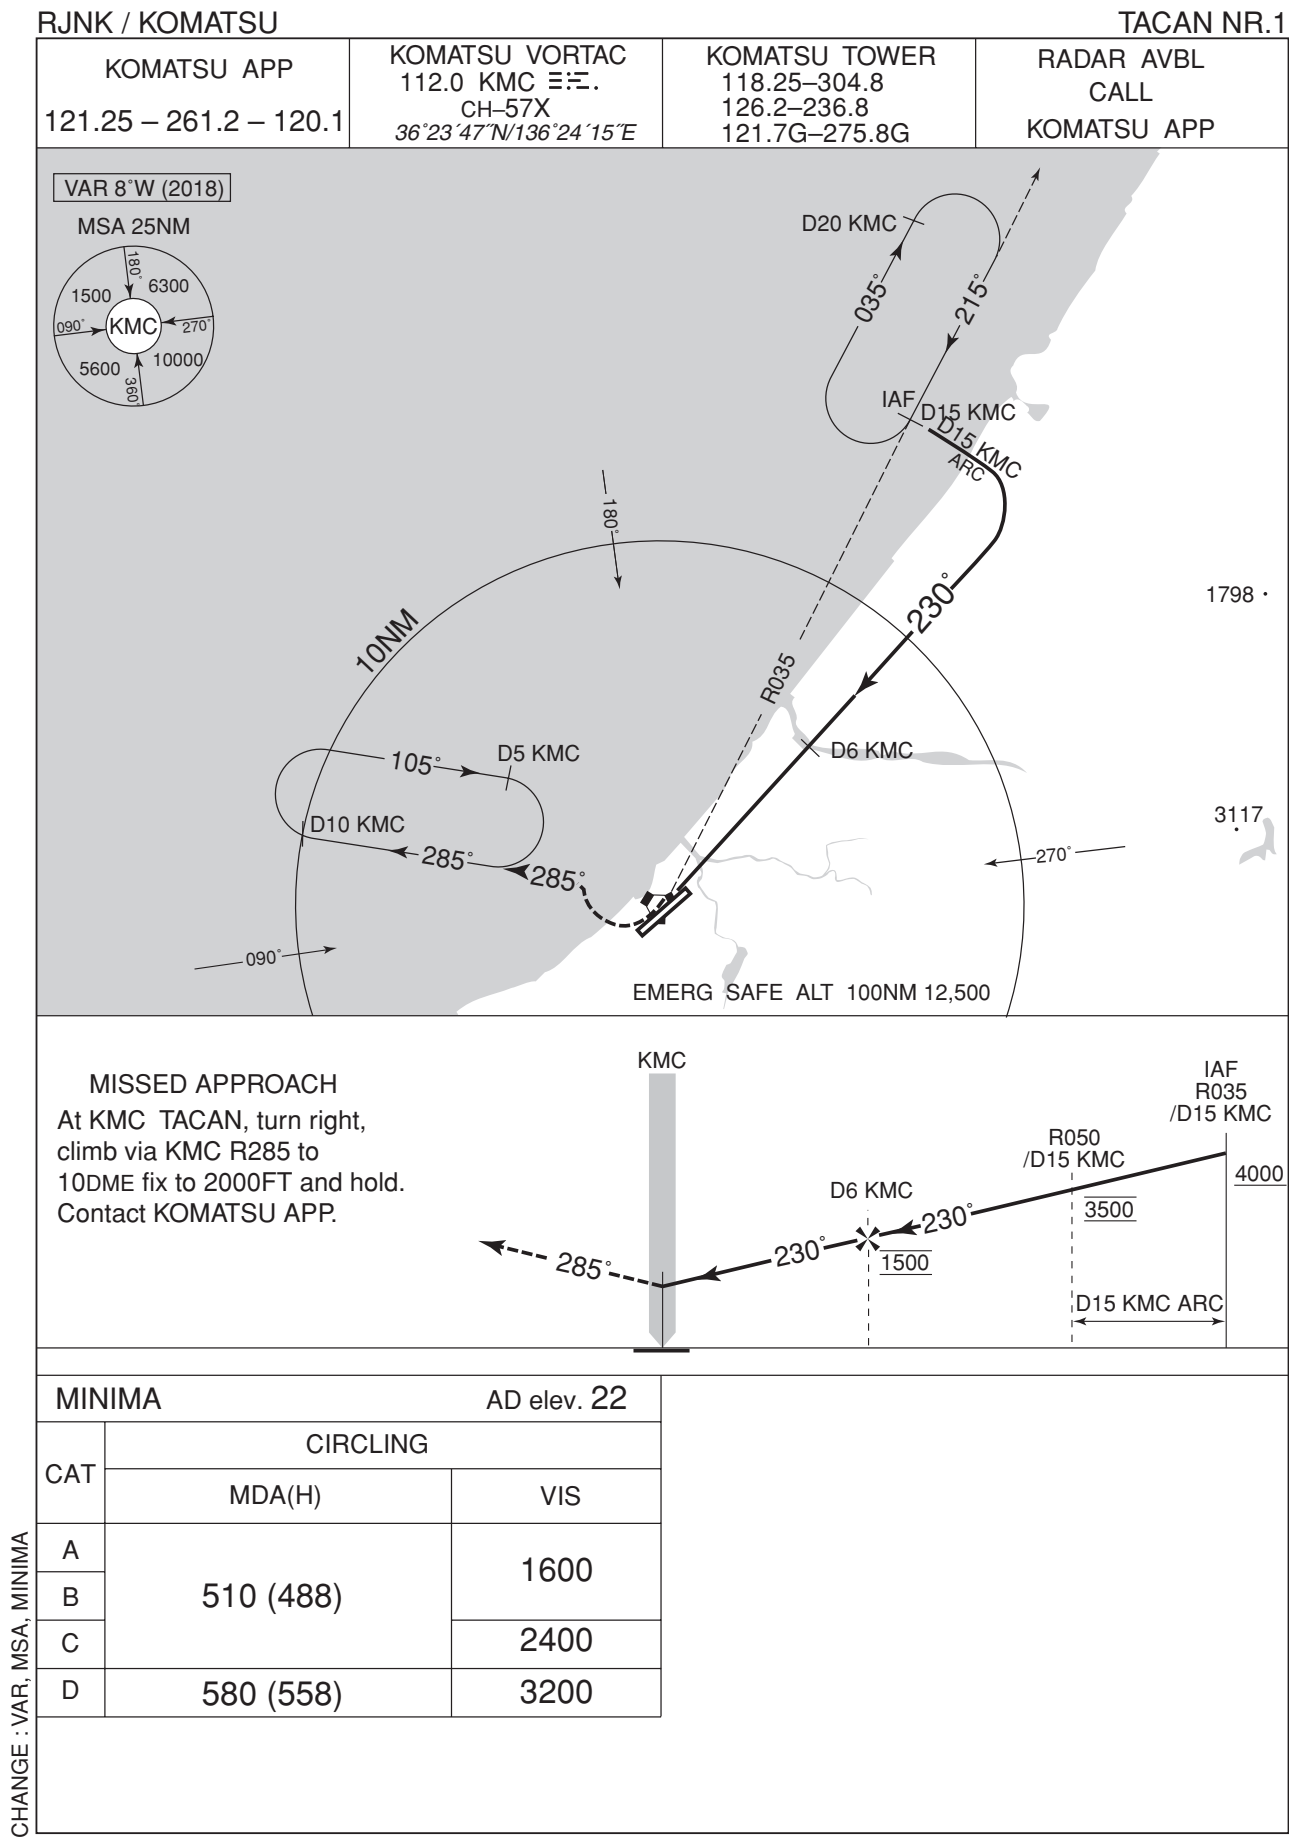 RJNK / KOMATSU
TACAN NR.1
KOMATSU APP
121.25 – 261.2 – 120.1
KOMATSU VORTAC
112.0 KMC
CH–57X
36°23´47˝N/136°24´15˝E
KOMATSU TOWER
118.25–304.8
126.2–236.8
121.7G–275.8G
RADAR AVBL
CALL
KOMATSU APP
VAR 8°W (2018)
MSA 25NM
180°
1500
6300
090°
KMC
270°
5600
10000
360°
D20 KMC
035°
215°
IAF
D15 KMC
D15 KMC
ARC
180°
10NM
230°
1798
R035
105°
D5 KMC
D6 KMC
D10 KMC
285°
285°
3117
270°
090°
EMERG SAFE ALT 100NM 12,500
MISSED APPROACH
At KMC TACAN, turn right,
climb via KMC R285 to
10DME fix to 2000FT and hold.
Contact KOMATSU APP.
KMC
IAF
R035
/D15 KMC
R050
/D15 KMC
4000
D6 KMC
3500
230°
230°
1500
285°
D15 KMC ARC
MINIMA
AD elev. 22
CAT
CIRCLING
MDA(H)
VIS
A
1600
B
510 (488)
C
2400
D
580 (558)
3200
CHANGE : VAR, MSA, MINIMA